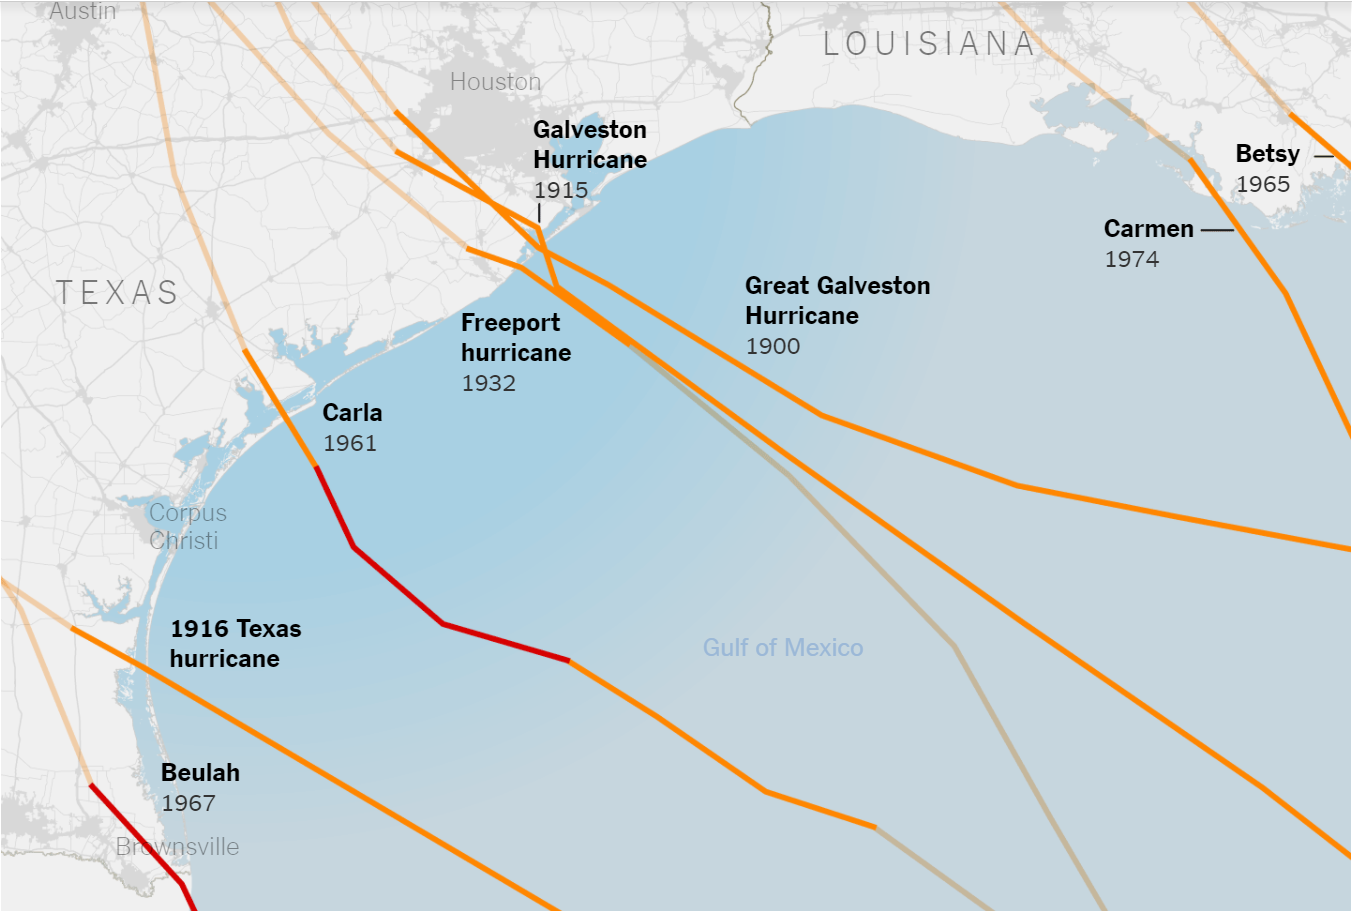 Austin
LOUISIANA
Houston
Galveston
Hurricane
1915
Betsy
1965
Carmen
1974
TEXAS
Great Galveston
Hurricane
1900
Freeport
hurricane
1932
Carla
1961
Corpus
Christi
1916 Texas
hurricane
Gulf of Mexico
Beulah
1967
Brownsville